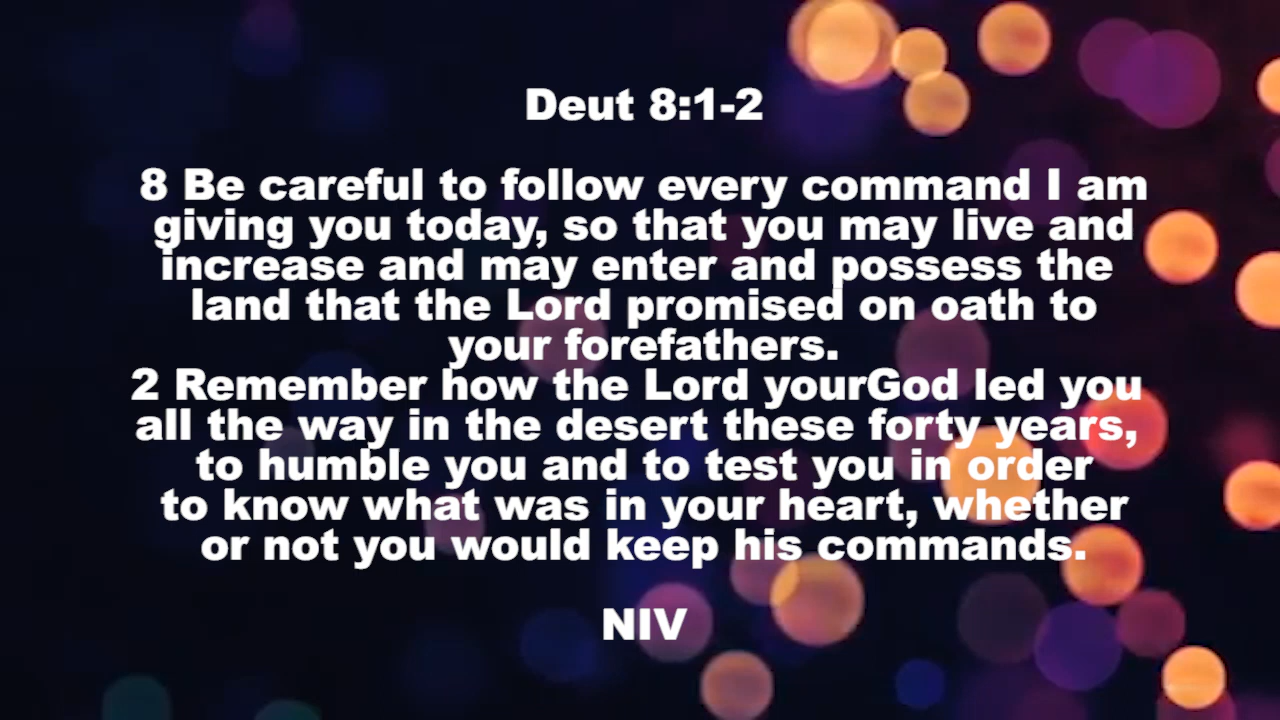 Deut 8:1-2
8 Be careful to follow every command I am
giving you today, so that you may live and
increase and may enter and possess the
land that the Lord promised on oath to
your forefathers.
2 Remember how the Lord yourGod led you
all the way in the desert these forty years,
to humble you and to test you in order
to know what was in your heart, whether
or not you would keep his commands.
NIV